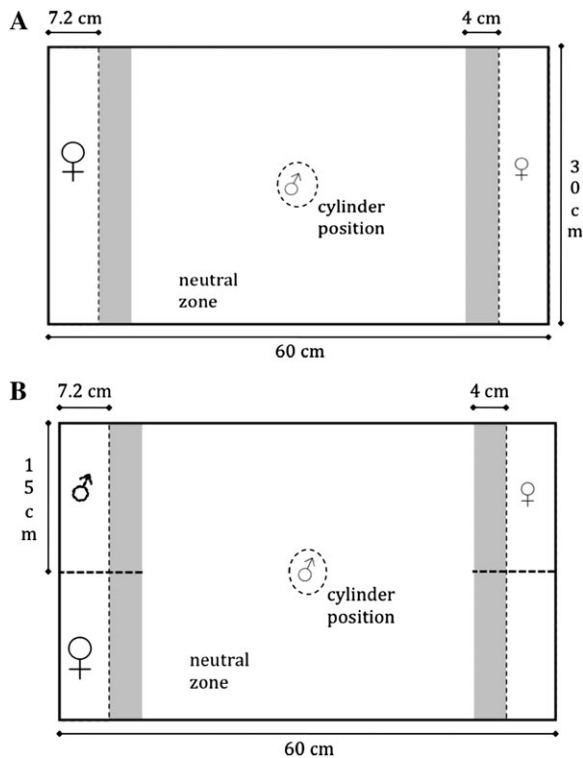 A
7.2 cm
4 cm
♀
♂
♀
cylinder
position
neutral
zone
3
0
c
m
60 cm
B
7.2 cm
4 cm
1
5
c
m
♂
♀
♂
cylinder
position
♀
neutral
zone
60 cm